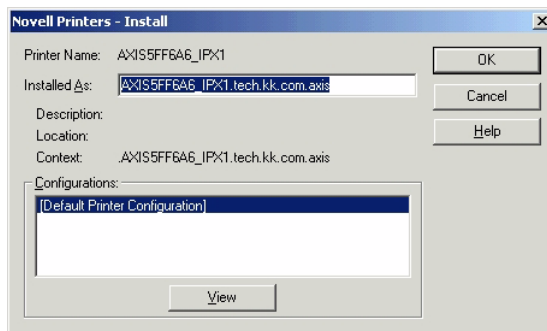 Novell Printers - Install
Printer Name: AXIS5FF6A6_IPX1
OK
Installed As: AXIS5FF6A6_IPX1.tech.kk.com.axis
Cancel
Description:
Help
Location:
Context: .AXIS5FF6A6_IPX1.tech.kk.com.axis
Configurations:
[Default Printer Configuration]
View